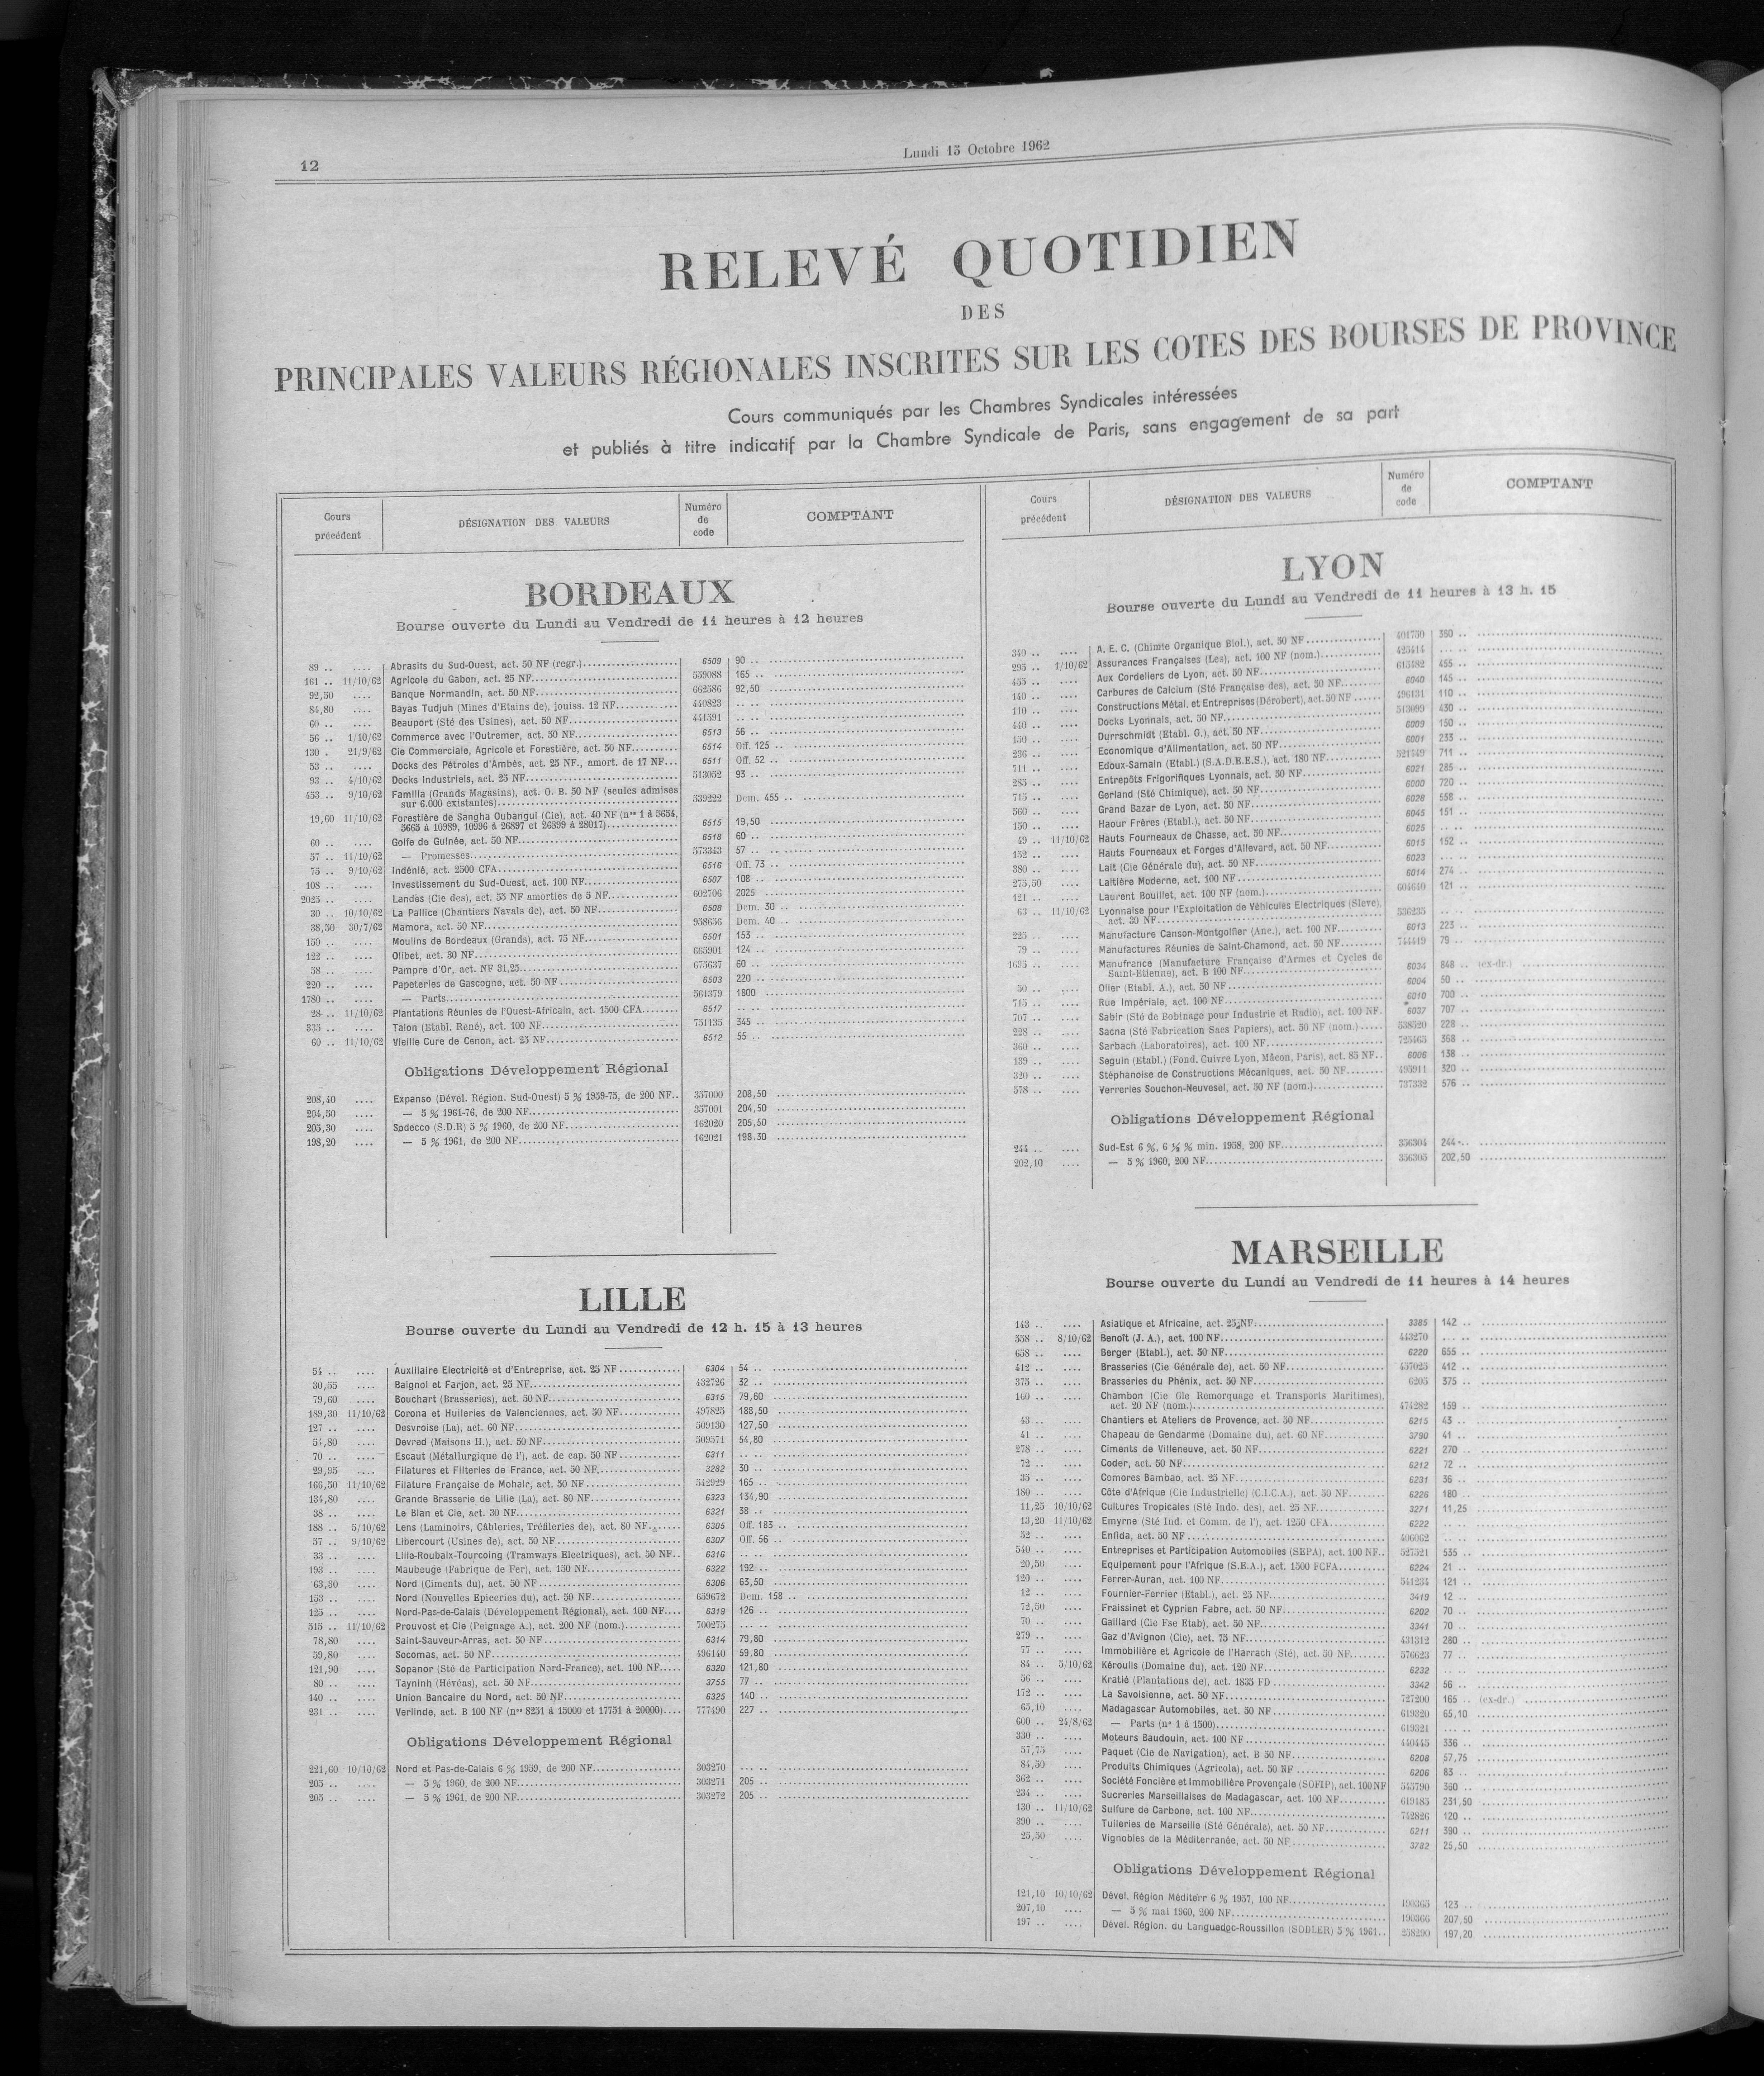 12
Lundi 15 Octobre 1962
RELEVÉ QUOTIDIEN
DES
PRINCIPALES VALEURS RÉGIONALES INSCRITES SUR LES COTES DES BOURSES DE PROVINCE
Cours communiqués par les Chambres Syndicales intéressées
et publiés à titre indicatif par la Chambre Syndicale de Paris, sans engagement de sa part
Cours précédent DÉSIGNATION DES VALEURS Numéro de code COMPTANT
BORDEAUX
Bourse ouverte du Lundi au Vendredi de 11 heures à 12 heures
89 .. .... Abrasifs du Sud-Ouest, act. 50 NF (regr.) 6509 90 ..
161 .. 11/10/62 Agricole du Gabon, act. 25 NF 559088 165 ..
92,50 .... Banque Normandin, act. 50 NF 662586 92,50
84,80 .... Bayas Tudjuh (Mines d'Etains de), jouiss. 12 NF 440823 .. ..
60 .. .... Beauport (Sté des Usines), act. 50 NF 441591 .. ..
56 .. 1/10/62 Commerce avec l'Outremer, act. 50 NF 6513 56 ..
130 . 21/9/62 Cie Commerciale, Agricole et Forestière, act. 50 NF 6514 Off. 125 ..
53 .. .... Docks des Pétroles d'Ambès, act. 25 NF., amort. de 17 NF 6511 Off. 52 ..
93 .. 4/10/62 Docks Industriels, act. 25 NF 513052 93 ..
453 .. 9/10/62 Familia (Grands Magasins), act. O. B. 50 NF (seules admises
sur 6.000 existantes) 539222 Dem. 455 ..
19,60 11/10/62 Forestière de Sangha Oubangui (Cie), act. 40 NF (nos 1 à 5654,
5665 à 10989, 10996 à 26897 et 26899 à 28017) 6515 19,50
60 .. .... Golfe de Guinée, act. 50 NF 6518 60 ..
57 .. 11/10/62 — Promesses 573343 57 ..
75 .. 9/10/62 Indénié, act. 2500 CFA 6516 Off. 73 ..
108 .. .... Investissement du Sud-Ouest, act. 100 NF 6507 108 ..
2025 .. .... Landes (Cie des), act. 55 NF amorties de 5 NF 602706 2025
30 .. 10/10/62 La Pallice (Chantiers Navals de), act. 50 NF 6508 Dem. 30 ..
38,50 30/7/62 Mamora, act. 50 NF 958656 Dem. 40 ..
150 .. .... Moulins de Bordeaux (Grands), act. 75 NF 6501 153 ..
122 .. .... Olibet, act. 30 NF 665901 124 ..
58 .. .... Pampre d'Or, act. NF 31,25 675637 60 ..
220 .. .... Papeteries de Gascogne, act. 50 NF 6503 220 ..
1780 .. .... — Parts 561379 1800
28 .. 11/10/62 Plantations Réunies de l'Ouest-Africain, act. 1500 CFA 6517 .. ..
335 .. .... Talon (Etabl. René), act. 100 NF 751135 345 ..
60 .. 11/10/62 Vieille Cure de Cenon, act. 25 NF 6512 55 ..
Obligations Développement Régional
208,40 .... Expanso (Dével. Région. Sud-Ouest) 5 % 1959-75, de 200 NF 357000 208,50
204,50 .... — 5 % 1961-76, de 200 NF 357001 204,50
205,30 .... Spdecco (S.D.R) 5 % 1960, de 200 NF 162020 205,50
198,20 .... — 5 % 1961, de 200 NF 162021 198,30
LILLE
Bourse ouverte du Lundi au Vendredi de 12 h. 15 à 13 heures
54 .. .... Auxiliaire Electricité et d'Entreprise, act. 25 NF 6304 54 ..
30,55 .... Baignol et Farjon, act. 25 NF 432726 32 ..
79,60 .... Bouchart (Brasseries), act. 50 NF 6315 79,60
189,30 11/10/62 Corona et Huileries de Valenciennes, act. 50 NF 497825 188,50
127 .. .... Desvroise (La), act. 60 NF 509130 127,50
54,80 .... Devred (Maisons H.), act. 50 NF 509571 54,80
70 .. .... Escaut (Métallurgique de l'), act. de cap. 50 NF 6311 .. ..
29,95 .... Filatures et Filteries de France, act. 50 NF 3282 30 ..
166,50 11/10/62 Filature Française de Mohair, act. 50 NF 542929 165 ..
134,80 .... Grande Brasserie de Lille (La), act. 80 NF 6323 134,90
38 .. .... Le Blan et Cie, act. 30 NF 6321 38 ..
188 .. 5/10/62 Lens (Laminoirs, Câbleries, Tréfileries de), act. 80 NF 6305 Off. 183 ..
57 .. 9/10/62 Libercourt (Usines de), act. 50 NF 6307 Off. 56 ..
33 .. .... Lille-Roubaix-Tourcoing (Tramways Electriques), act. 50 NF 6316 .. ..
193 .. .... Maubeuge (Fabrique de Fer), act. 150 NF 6322 192 ..
63,30 .... Nord (Ciments du), act. 50 NF 6306 63,50
153 .. .... Nord (Nouvelles Epiceries du), act. 50 NF 659672 Dem. 158 ..
125 .. .... Nord-Pas-de-Calais (Développement Régional), act. 100 NF 6319 126 ..
515 .. 11/10/62 Prouvost et Cie (Peignage A.), act. 200 NF (nom.) 700275 .. ..
78,80 .... Saint-Sauveur-Arras, act. 50 NF 6314 79,80
59,80 .... Socomas, act. 50 NF 496440 59,80
121,90 .... Sopanor (Sté de Participation Nord-France), act. 100 NF 6320 121,80
80 .. .... Tayninh (Hévéas), act. 50 NF 3755 77 ..
140 .. .... Union Bancaire du Nord, act. 50 NF 6325 140 ..
231 .. .... Verlinde, act. B 100 NF (nos 8251 à 15000 et 17751 à 20000) 777490 227 ..
Obligations Développement Régional
221,60 10/10/62 Nord et Pas-de-Calais 6 % 1959, de 200 NF 303270 .. ..
205 .. .... — 5 % 1960, de 200 NF 303271 205 ..
205 .. .... — 5 % 1961, de 200 NF 303272 205 ..
Cours précédent DÉSIGNATION DES VALEURS Numéro de code COMPTANT
LYON
Bourse ouverte du Lundi au Vendredi de 11 heures à 13 h. 15
340 .. .... A. E. C. (Chimie Organique Biol.), act. 50 NF 401750 350 ..
295 .. 1/10/62 Assurances Françaises (Les), act. 100 NF (nom.) 423414 .. ..
455 .. .... Aux Cordeliers de Lyon, act. 50 NF 613482 455 ..
140 .. .... Carbures de Calcium (Sté Française des), act. 50 NF 6040 145 ..
110 .. .... Constructions Métal. et Entreprises (Dérobert), act. 50 NF 496131 110 ..
440 .. .... Docks Lyonnais, act. 50 NF 513099 430 ..
150 .. .... Durrschmidt (Etabl. G.), act. 50 NF 6009 150 ..
236 .. .... Economique d'Alimentation, act. 50 NF 6001 235 ..
711 .. .... Edoux-Samain (Etabl.) (S.A.D.E.E.S.), act. 180 NF 521449 711 ..
285 .. .... Entrepôts Frigorifiques Lyonnais, act. 50 NF 6021 285 ..
715 .. .... Gerland (Sté Chimique), act. 50 NF 6000 720 ..
560 .. .... Grand Bazar de Lyon, act. 50 NF 6028 558 ..
150 .. .... Haour Frères (Etabl.), act. 50 NF 6045 151 ..
49 .. 11/10/62 Hauts Fourneaux de Chasse, act. 50 NF 6025 .. ..
152 .. .... Hauts Fourneaux et Forges d'Allevard, act. 50 NF 6015 152 ..
380 .. .... Lait (Cie Générale du), act. 50 NF 6023 .. ..
275,50 .... Laitière Moderne, act. 100 NF 6014 274 ..
121 .. .... Laurent Bouillet, act. 100 NF (nom.) 604640 121 ..
63 .. 11/10/62 Lyonnaise pour l'Exploitation de Véhicules Electriques (Sleve),
act. 30 NF 536235 .. ..
225 .. .... Manufacture Canson-Montgolfier (Anc.), act. 100 NF 6013 223 ..
79 .. .... Manufactures Réunies de Saint-Chamond, act. 50 NF 744419 79 ..
1695 .. .... Manufrance (Manufacture Française d'Armes et Cycles de
Saint-Etienne), act. B 100 NF 6034 848 .. (ex-dr.)
50 .. .... Olier (Etabl. A.), act. 50 NF 6004 50 ..
715 .. .... Rue Impériale, act. 100 NF 6010 700 ..
707 .. .... Sabir (Sté de Bobinage pour Industrie et Radio), act. 100 NF 6037 707 ..
228 .. .... Sacna (Sté Fabrication Sacs Papiers), act. 50 NF (nom.) 538520 228 ..
360 .. .... Sarbach (Laboratoires), act. 100 NF 725463 368 ..
139 .. .... Seguin (Etabl.) (Fond. Cuivre Lyon, Mâcon, Paris), act. 85 NF 6006 138 ..
320 .. .... Stéphanoise de Constructions Mécaniques, act. 50 NF 495911 320 ..
578 .. .... Verreries Souchon-Neuvesel, act. 50 NF (nom.) 737332 576 ..
Obligations Développement Régional
244 .. .... Sud-Est 6 %, 6 ½ % min. 1958, 200 NF 356304 244 ..
202,10 .... — 5 % 1960, 200 NF 356305 202,50
MARSEILLE
Bourse ouverte du Lundi au Vendredi de 11 heures à 14 heures
143 .. .... Asiatique et Africaine, act. 25 NF 3385 142 ..
558 .. 8/10/62 Benoît (J. A.), act. 100 NF 443270 .. ..
658 .. .... Berger (Etabl.), act. 50 NF 6220 655 ..
412 .. .... Brasseries (Cie Générale de), act. 50 NF 457025 412 ..
375 .. .... Brasseries du Phénix, act. 50 NF 6205 375 ..
160 .. .... Chambon (Cie Gle Remorquage et Transports Maritimes),
act. 20 NF (nom.) 474282 159 ..
43 .. .... Chantiers et Ateliers de Provence, act. 50 NF 6215 43 ..
41 .. .... Chapeau de Gendarme (Domaine du), act. 60 NF 3790 41 ..
278 .. .... Ciments de Villeneuve, act. 50 NF 6221 270 ..
72 .. .... Coder, act. 50 NF 6212 72 ..
35 .. .... Comores Bambao, act. 25 NF 6231 36 ..
180 .. .... Côte d'Afrique (Cie Industrielle) (C.I.C.A.), act. 50 NF 6226 180 ..
11,25 10/10/62 Cultures Tropicales (Sté Indo. des), act. 25 NF 3271 11,25
13,20 11/10/62 Emyrne (Sté Ind. et Comm. de l'), act. 1250 CFA 6222 .. ..
52 .. .... Enfida, act. 50 NF 406062 .. ..
540 .. .... Entreprises et Participation Automobiles (SEPA), act. 100 NF 527521 535 ..
20,50 .... Equipement pour l'Afrique (S.E.A.), act. 1500 FCFA 6224 21 ..
120 .. .... Ferrer-Auran, act. 100 NF 541234 121 ..
12 .. .... Fournier-Ferrier (Etabl.), act. 25 NF 3419 12 ..
72,50 .... Fraissinet et Cyprien Fabre, act. 50 NF 6202 70 ..
70 .. .... Gaillard (Cie Fse Etab), act. 50 NF 3341 70 ..
279 .. .... Gaz d'Avignon (Cie), act. 75 NF 431312 280 ..
77 .. .... Immobilière et Agricole de l'Harrach (Sté), act. 50 NF 576623 77 ..
84 .. 5/10/62 Kéroulis (Domaine du), act. 120 NF 6232 .. ..
56 .. .... Kratié (Plantations de), act. 1835 FD 3342 56 ..
172 .. .... La Savoisienne, act. 50 NF 727200 165 .. (ex-dr.)
65,10 .... Madagascar Automobiles, act. 50 NF 619320 65,10
600 .. 24/8/62 — Parts (n° 1 à 1500) 619321 .. ..
330 .. .... Moteurs Baudouin, act. 100 NF 440445 336 ..
57,75 .... Paquet (Cie de Navigation), act. B 50 NF 6208 57,75
84,50 .... Produits Chimiques (Agricola), act. 50 NF 6206 83 ..
362 .. .... Société Foncière et Immobilière Provençale (SOFIP), act. 100 NF 545790 360 ..
234 .. .... Sucreries Marseillaises de Madagascar, act. 100 NF 619185 231,50
130 .. 11/10/62 Sulfure de Carbone, act. 100 NF 742826 120 ..
390 .. .... Tuileries de Marseille (Sté Générale), act. 50 NF 6211 390 ..
25,50 .... Vignobles de la Méditerranée, act. 50 NF 3782 25,50
Obligations Développement Régional
121,10 10/10/62 Dével. Région Méditerr 6 % 1957, 100 NF 190365 123 ..
207,10 .... — 5 % mai 1960, 200 NF 190366 207,50
197 .. .... Dével. Région. du Languedoc-Roussillon (SODLER) 5 % 1961 258290 197,20